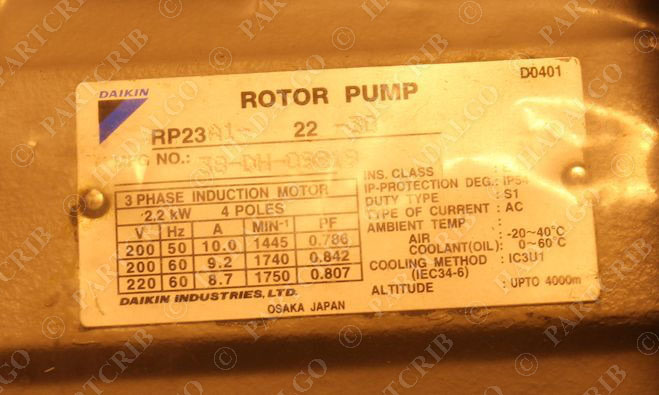 DAIKIN
D0401
ROTOR PUMP
RP23A1- 22 -30
MFG NO.:
3 PHASE INDUCTION MOTOR
2.2 kW 4 POLES
V Hz A MIN⁻¹ PF
200 50 10.0 1445 0.786
200 60 9.2 1740 0.842
220 60 8.7 1750 0.807
DAIKIN INDUSTRIES, LTD.
OSAKA JAPAN
INS. CLASS :
IP-PROTECTION DEG.: IP54
DUTY TYPE : S1
TYPE OF CURRENT : AC
AMBIENT TEMP
AIR : -20~40°C
COOLANT(OIL) : 0~60°C
COOLING METHOD : IC3U1
(IEC34-6)
ALTITUDE : UPTO 4000m
PARTCRIB
HIDALGO